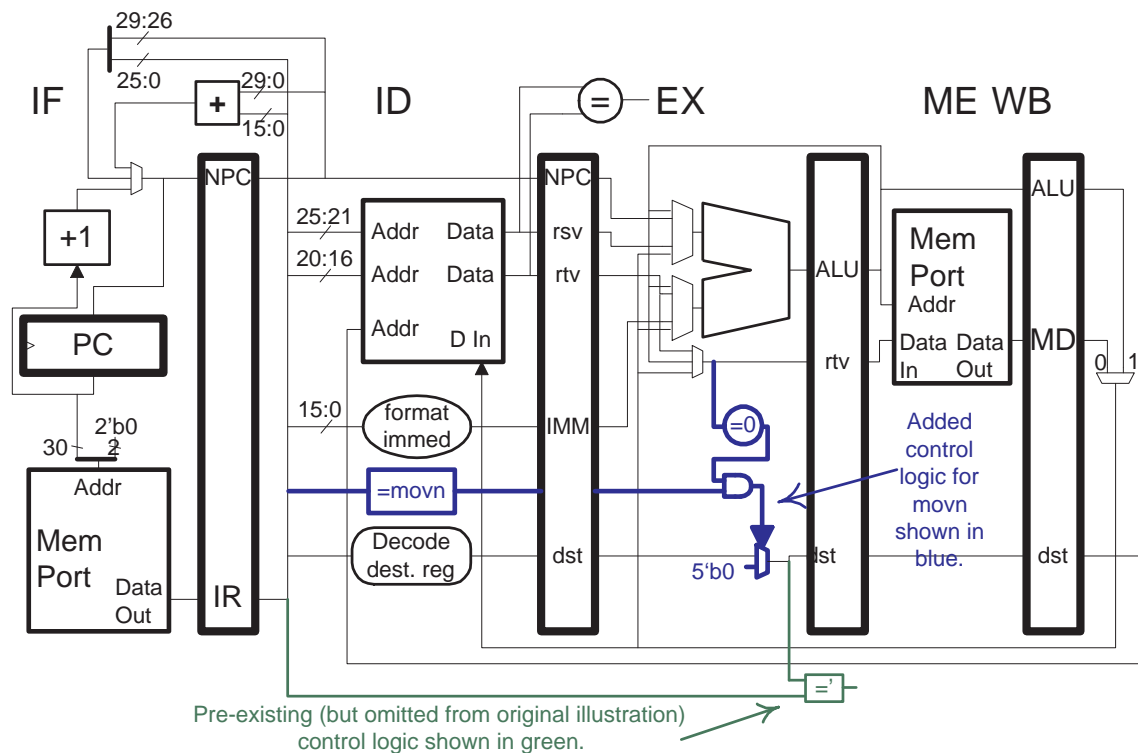 29:26
25:0
IF
+
29:0
15:0
ID
=
EX
ME WB
NPC
NPC
ALU
+1
25:21
Addr
Data
rsv
20:16
Addr
Data
rtv
ALU
Mem
Port
Addr
PC
Addr
D In
rtv
Data
In
Data
Out
MD
0
1
15:0
format
immed
IMM
=0
Added
control
logic for
movn
shown in
blue.
30
2'b0
2
Addr
=movn
Mem
Port
Data
Out
IR
Decode
dest. reg
dst
5'b0
dst
dst
='
Pre-existing (but omitted from original illustration)
control logic shown in green.